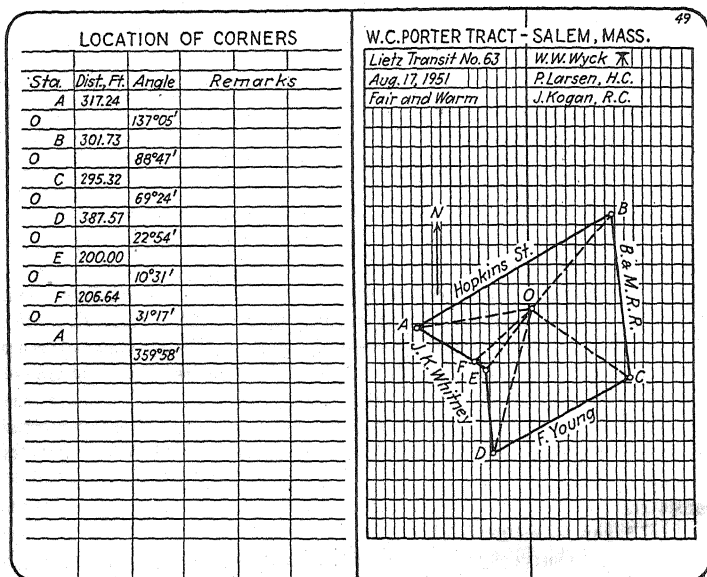 49
LOCATION OF CORNERS
Sta. Dist., Ft. Angle Remarks
A 317.24
O 137°05'
B 301.73
O 88°47'
C 295.32
O 69°24'
D 387.57
O 22°54'
E 200.00
O 10°31'
F 206.64
O 31°17'
A
359°58'
W.C. PORTER TRACT - SALEM, MASS.
Lietz Transit No. 63 W.W. Wyck
Aug. 17, 1951 P. Larsen, H.C.
Fair and Warm J. Kogan, R.C.
N
B
Hopkins St.
B. & M. R.R.
O
A
J.K. Whitney
F
E
C
F. Young
D